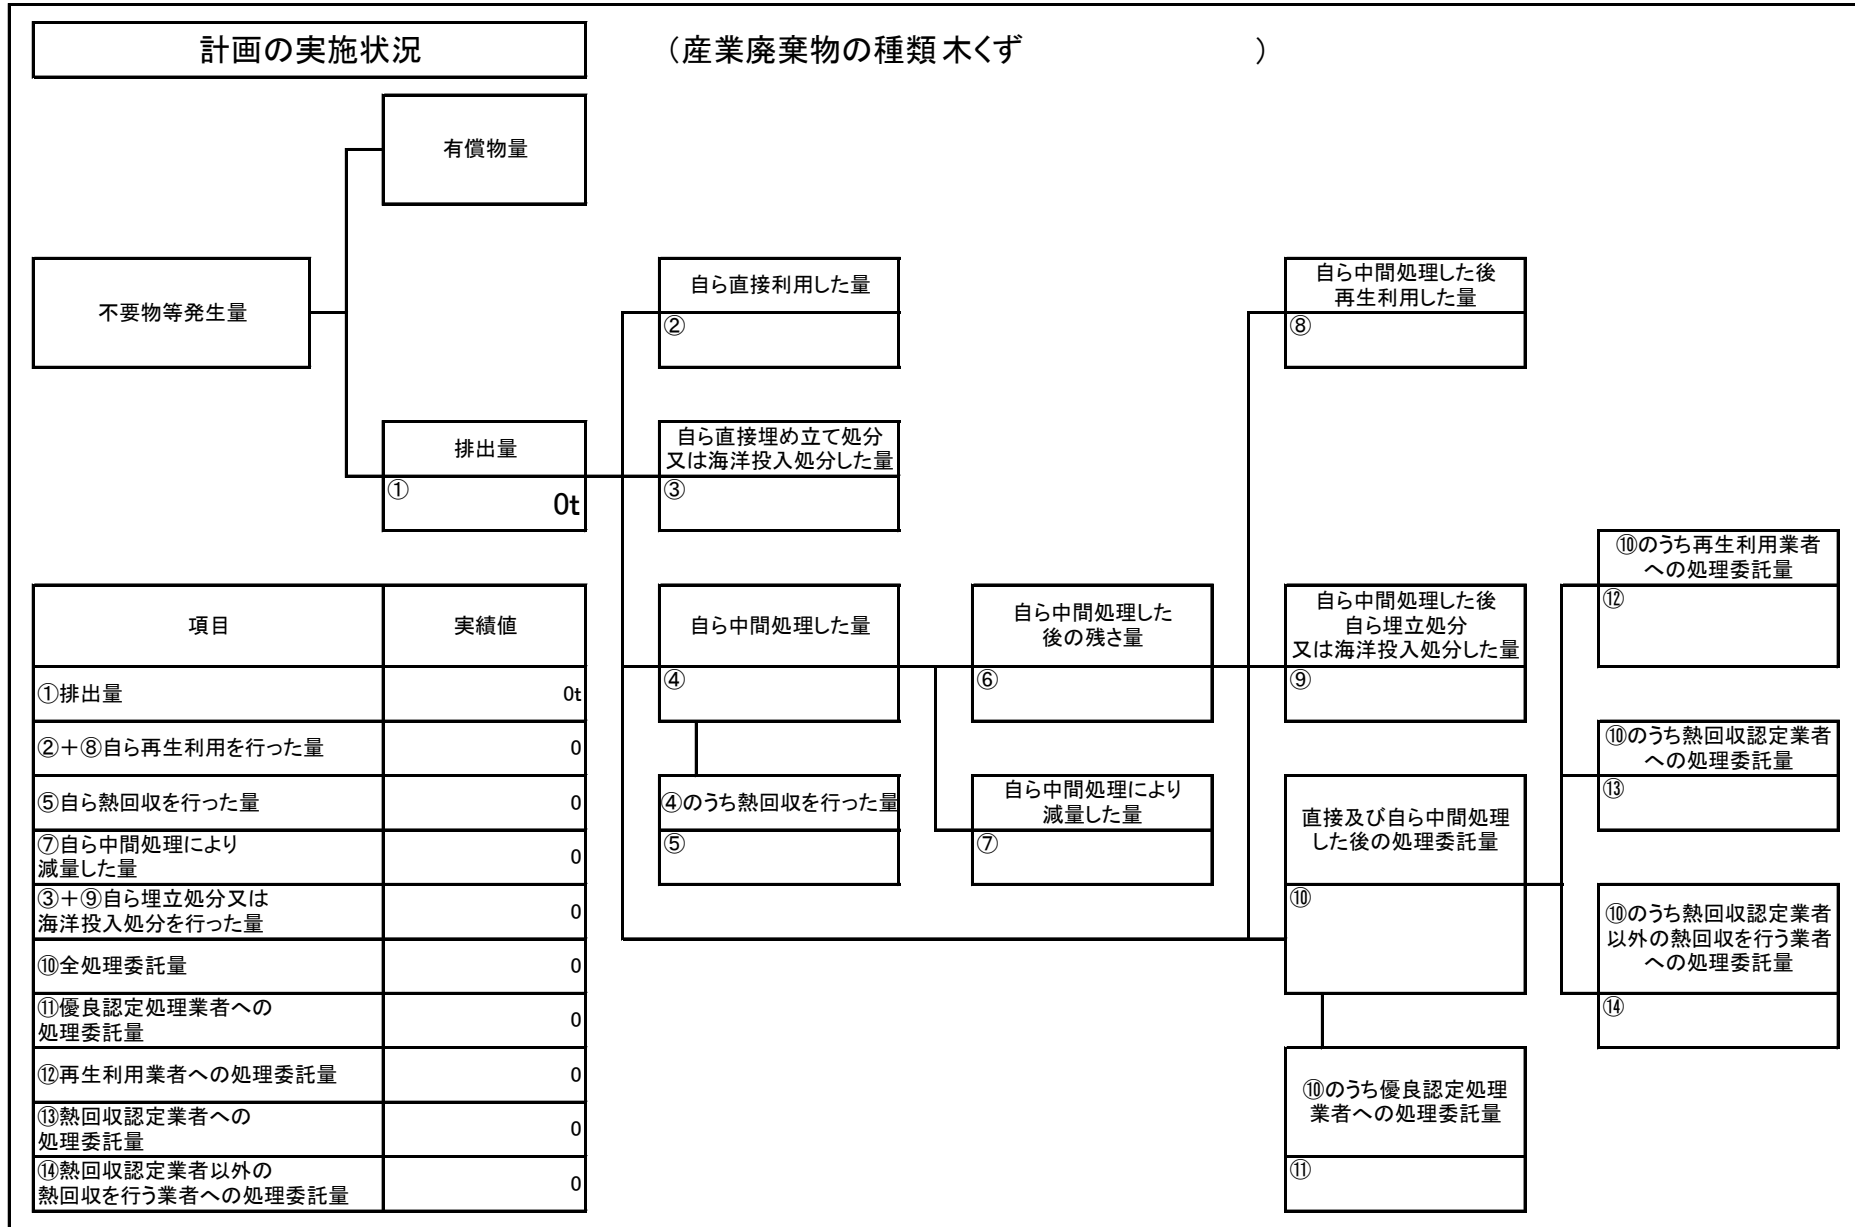 計画の実施状況
（産業廃棄物の種類 木くず　　　　　　　　）
有償物量
不要物等発生量
自ら直接利用した量
②
自ら中間処理した後
再生利用した量
⑧
排出量
①
0t
自ら直接埋め立て処分
又は海洋投入処分した量
③
⑩のうち再生利用業者
への処理委託量
⑫
自ら中間処理した量
④
自ら中間処理した
後の残さ量
⑥
自ら中間処理した後
自ら埋立処分
又は海洋投入処分した量
⑨
⑩のうち熱回収認定業者
への処理委託量
⑬
④のうち熱回収を行った量
⑤
自ら中間処理により
減量した量
⑦
直接及び自ら中間処理
した後の処理委託量
⑩
⑩のうち熱回収認定業者
以外の熱回収を行う業者
への処理委託量
⑭
⑩のうち優良認定処理
業者への処理委託量
⑪
項目 実績値
①排出量 0t
②＋⑧自ら再生利用を行った量 0
⑤自ら熱回収を行った量 0
⑦自ら中間処理により
減量した量 0
③＋⑨自ら埋立処分又は
海洋投入処分を行った量 0
⑩全処理委託量 0
⑪優良認定処理業者への
処理委託量 0
⑫再生利用業者への処理委託量 0
⑬熱回収認定業者への
処理委託量 0
⑭熱回収認定業者以外の
熱回収を行う業者への処理委託量 0